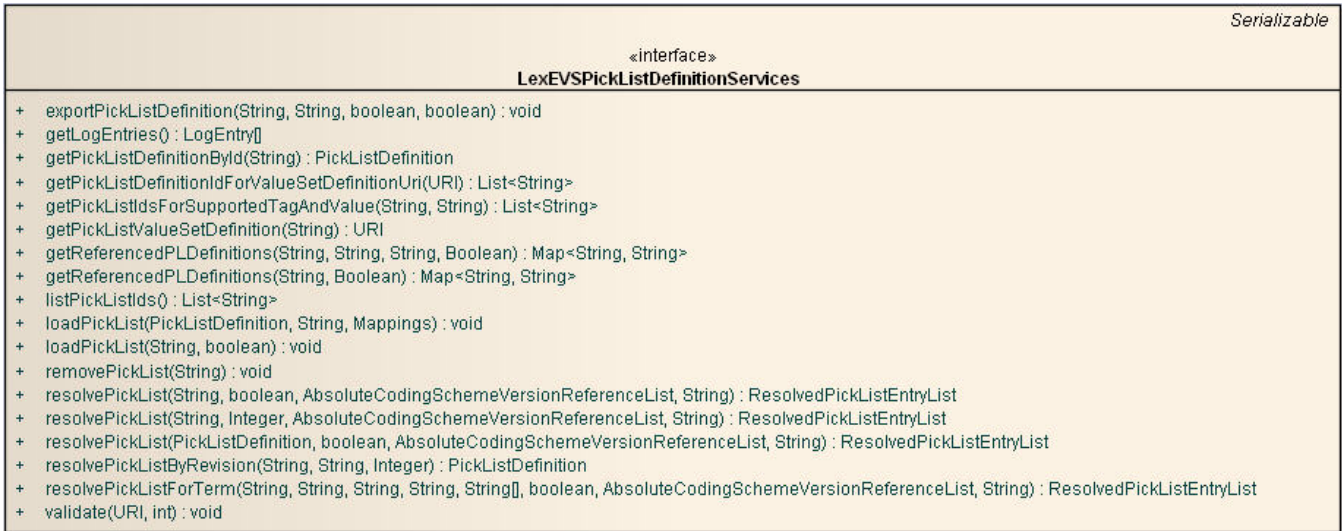 Serializable
«interface»
LexEVSPickListDefinitionServices
+ exportPickListDefinition(String, String, boolean, boolean) : void
+ getLogEntries() : LogEntry[]
+ getPickListDefinitionById(String) : PickListDefinition
+ getPickListDefinitionIdForValueSetDefinitionUri(URI) : List<String>
+ getPickListIdsForSupportedTagAndValue(String, String) : List<String>
+ getPickListValueSetDefinition(String) : URI
+ getReferencedPLDefinitions(String, String, String, Boolean) : Map<String, String>
+ getReferencedPLDefinitions(String, Boolean) : Map<String, String>
+ listPickListIds() : List<String>
+ loadPickList(PickListDefinition, String, Mappings) : void
+ loadPickList(String, boolean) : void
+ removePickList(String) : void
+ resolvePickList(String, boolean, AbsoluteCodingSchemeVersionReferenceList, String) : ResolvedPickListEntryList
+ resolvePickList(String, Integer, AbsoluteCodingSchemeVersionReferenceList, String) : ResolvedPickListEntryList
+ resolvePickList(PickListDefinition, boolean, AbsoluteCodingSchemeVersionReferenceList, String) : ResolvedPickListEntryList
+ resolvePickListByRevision(String, String, Integer) : PickListDefinition
+ resolvePickListForTerm(String, String, String, String, String[], boolean, AbsoluteCodingSchemeVersionReferenceList, String) : ResolvedPickListEntryList
+ validate(URI, int) : void